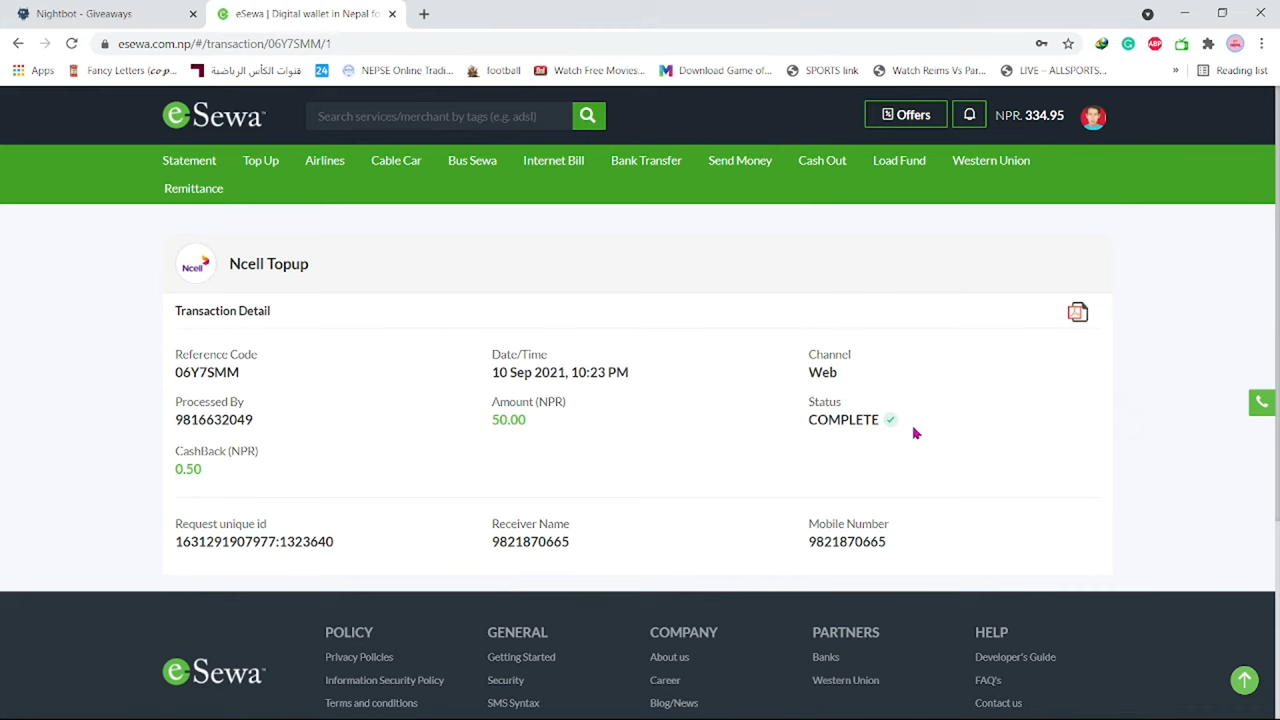 Nightbot - Giveaways
eSewa | Digital wallet in Nepal fo
esewa.com.np/#/transaction/06Y7SMM/1
ABP
Apps
Fancy Letters (𝓬𝓸𝓹...
قنوات الكأس الرياضية
24
NEPSE Online Tradi...
football
Watch Free Movies...
Download Game of...
SPORTS link
Watch Reims Vs Par...
LIVE – ALLSPORTS...
»
Reading list
eSewa™
Search services/merchant by tags (e.g. adsl)
Offers
NPR. 334.95
Statement
Top Up
Airlines
Cable Car
Bus Sewa
Internet Bill
Bank Transfer
Send Money
Cash Out
Load Fund
Western Union
Remittance
Ncell
Ncell Topup
Transaction Detail
Reference Code
06Y7SMM
Date/Time
10 Sep 2021, 10:23 PM
Channel
Web
Processed By
9816632049
Amount (NPR)
50.00
Status
COMPLETE
CashBack (NPR)
0.50
Request unique id
1631291907977:1323640
Receiver Name
9821870665
Mobile Number
9821870665
eSewa™
POLICY
Privacy Policies
Information Security Policy
Terms and conditions
GENERAL
Getting Started
Security
SMS Syntax
COMPANY
About us
Career
Blog/News
PARTNERS
Banks
Western Union
HELP
Developer's Guide
FAQ's
Contact us